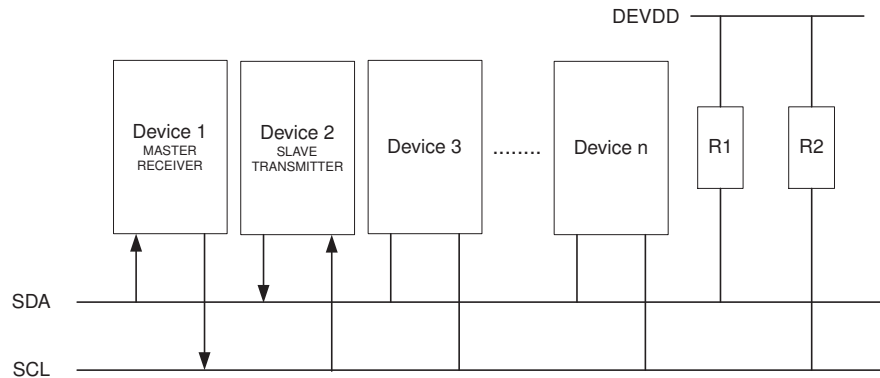 DEVDD
Device 1
MASTER
RECEIVER
Device 2
SLAVE
TRANSMITTER
Device 3
........
Device n
R1
R2
SDA
SCL